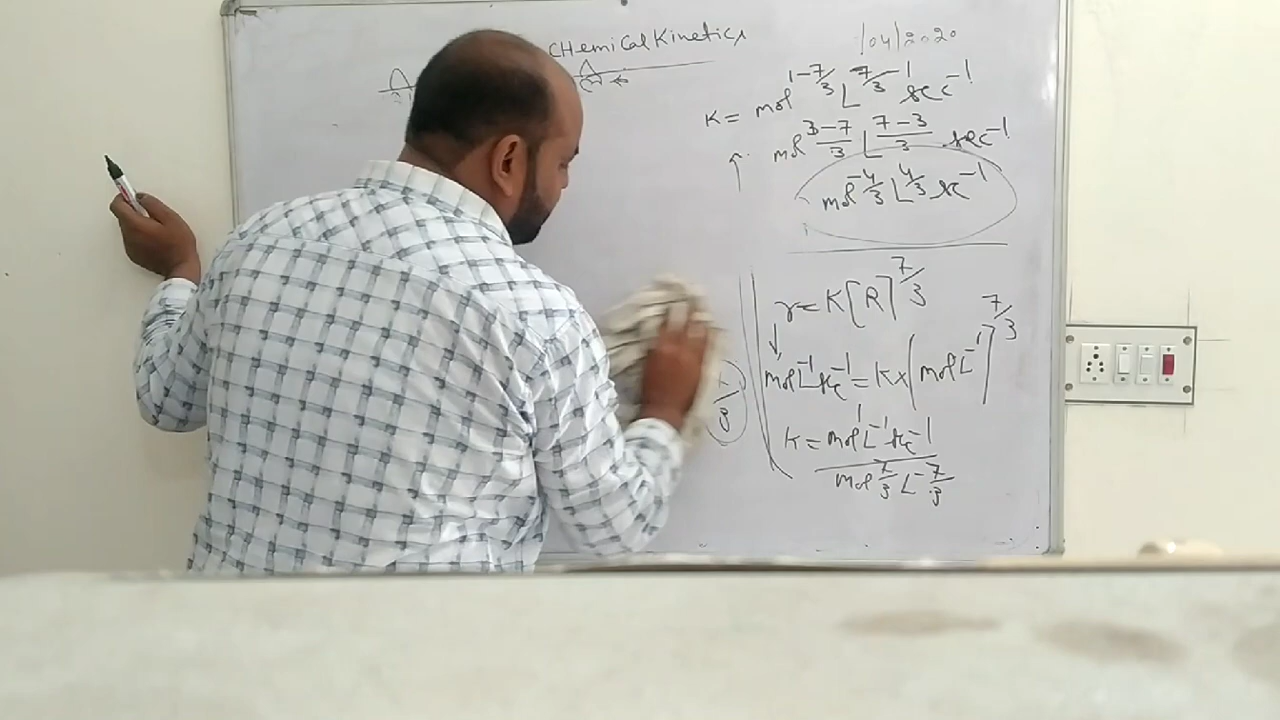 CHemical Kinetics
/04/2020
K = mol^{1-7/3} L^{7/3-1} sec^{-1}
mol^{\frac{3-7}{3}} L^{\frac{7-3}{3}} sec^{-1}
mol^{-4/3} L^{4/3} sec^{-1}
r = K[R]^{7/3}
mol L^{-1} sec^{-1} = K × (mol L^{-1})^{7/3}
K = mol^{1} L^{-1} sec^{-1}
mol^{7/3} L^{-7/3}